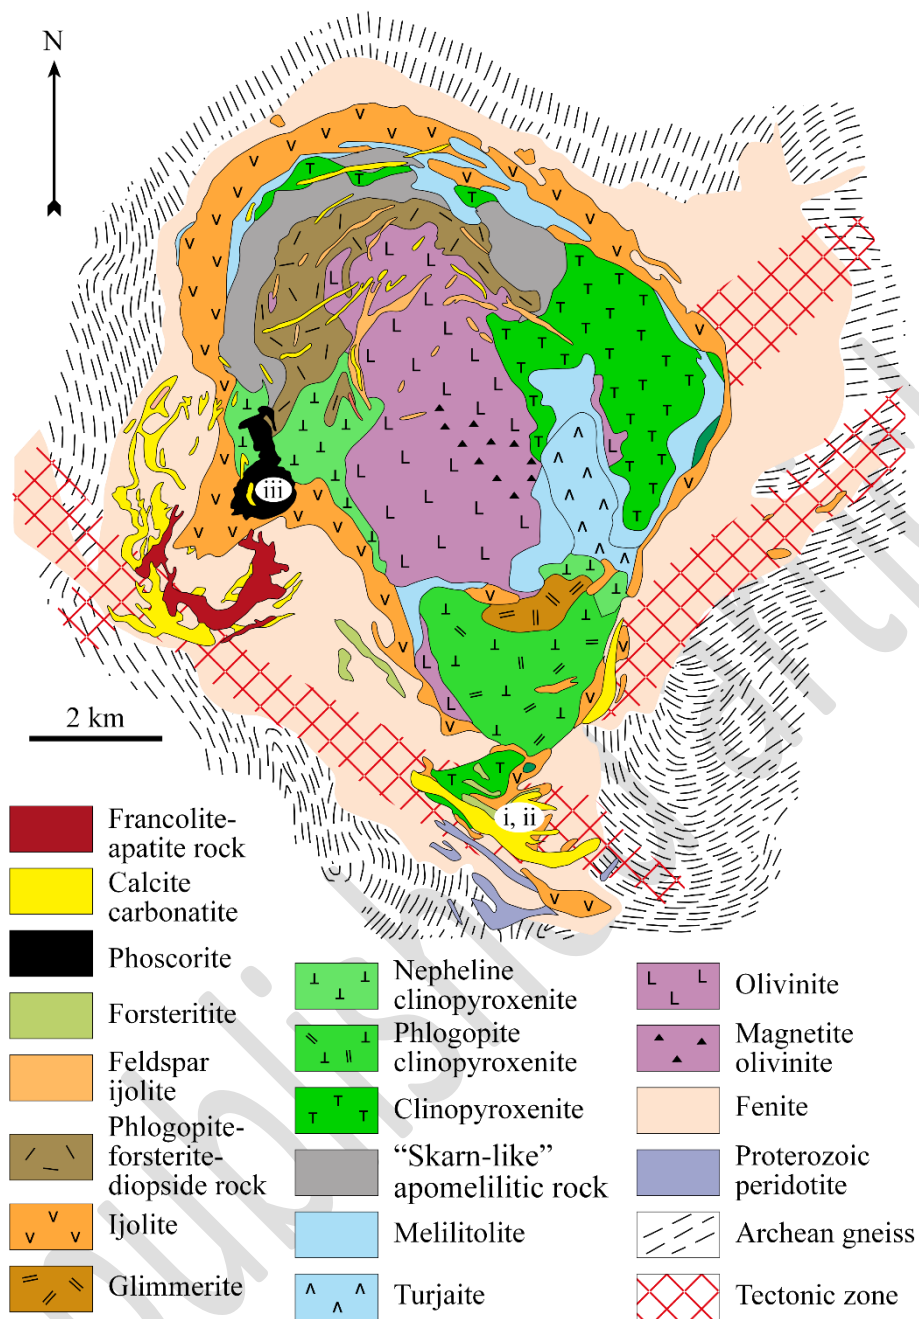 N
iii
2 km
i, ii
Francolite-
apatite rock
Calcite
carbonatite
Phoscorite
Forsteritite
Feldspar
ijolite
Phlogopite-
forsterite-
diopside rock
Ijolite
Glimmerite
Nepheline
clinopyroxenite
Phlogopite
clinopyroxenite
Clinopyroxenite
“Skarn-like”
apomelilitic rock
Melilitolite
Turjaite
Olivinite
Magnetite
olivinite
Fenite
Proterozoic
peridotite
Archean gneiss
Tectonic zone